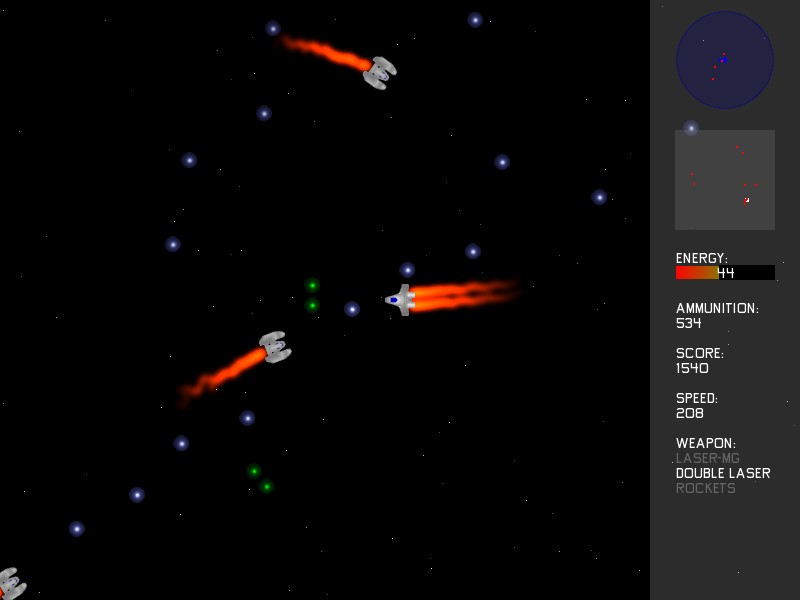 ENERGY:
44
AMMUNITION:
534
SCORE:
1540
SPEED:
208
WEAPON:
LASER-MG
DOUBLE LASER
ROCKETS